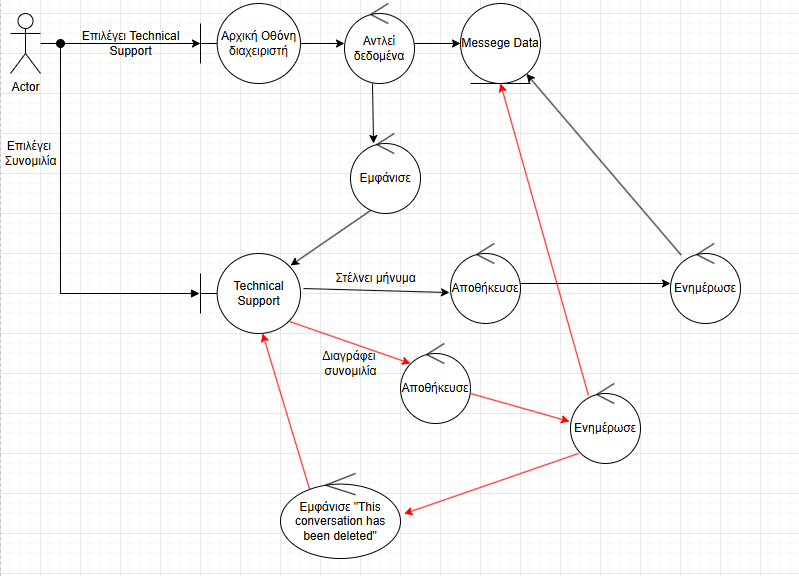 Επιλέγει Technical
Support
Αρχική Οθόνη
διαχειριστή
Αντλεί
δεδομένα
Messege Data
Actor
Επιλέγει
Συνομιλία
Εμφάνισε
Technical
Support
Στέλνει μήνυμα
Αποθήκευσε
Ενημέρωσε
Διαγράφει
συνομιλία
Αποθήκευσε
Ενημέρωσε
Εμφάνισε "This
conversation has
been deleted"